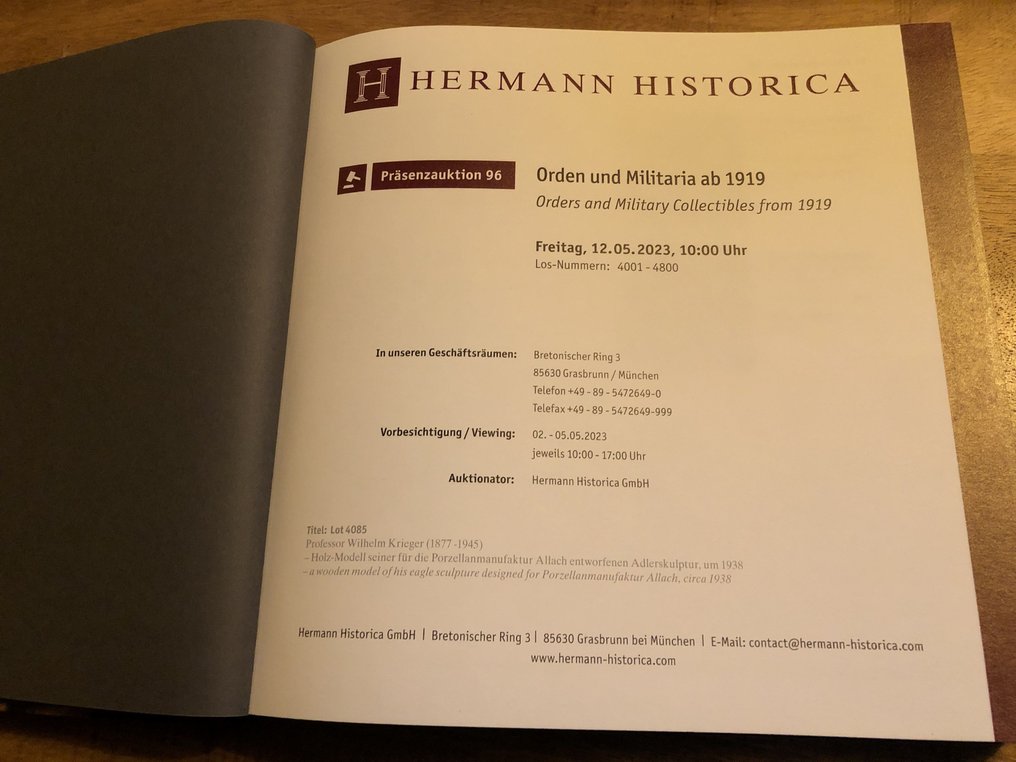 H HERMANN HISTORICA
Präsenzauktion 96
Orden und Militaria ab 1919
Orders and Military Collectibles from 1919
Freitag, 12.05.2023, 10:00 Uhr
Los-Nummern: 4001 - 4800
In unseren Geschäftsräumen: Bretonischer Ring 3
85630 Grasbrunn / München
Telefon +49 - 89 - 5472649-0
Telefax +49 - 89 - 5472649-999
Vorbesichtigung / Viewing: 02. - 05.05.2023
jeweils 10:00 - 17:00 Uhr
Auktionator: Hermann Historica GmbH
Titel: Lot 4085
Professor Wilhelm Krieger (1877 -1945)
– Holz-Modell seiner für die Porzellanmanufaktur Allach entworfenen Adlerskulptur, um 1938
– a wooden model of his eagle sculpture designed for Porzellanmanufaktur Allach, circa 1938
Hermann Historica GmbH | Bretonischer Ring 3 | 85630 Grasbrunn bei München | E-Mail: contact@hermann-historica.com
www.hermann-historica.com